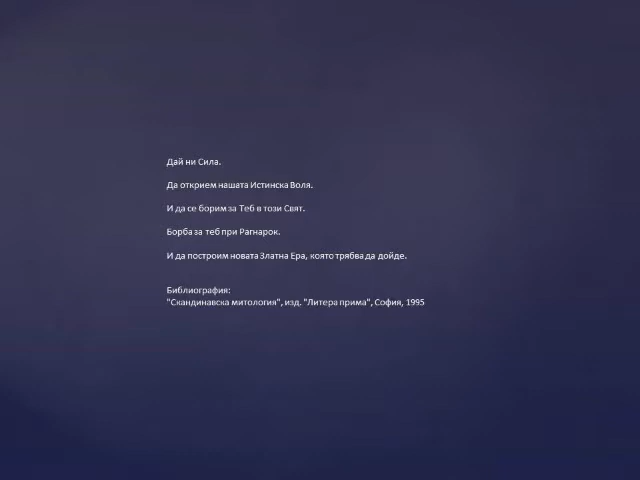 Дай ни Сила.
Да открием нашата Истинска Воля.
И да се борим за Теб в този Свят.
Борба за теб при Рагнарок.
И да построим новата Златна Ера, която трябва да дойде.
Библиография:
"Скандинавска митология", изд. "Литера прима", София, 1995